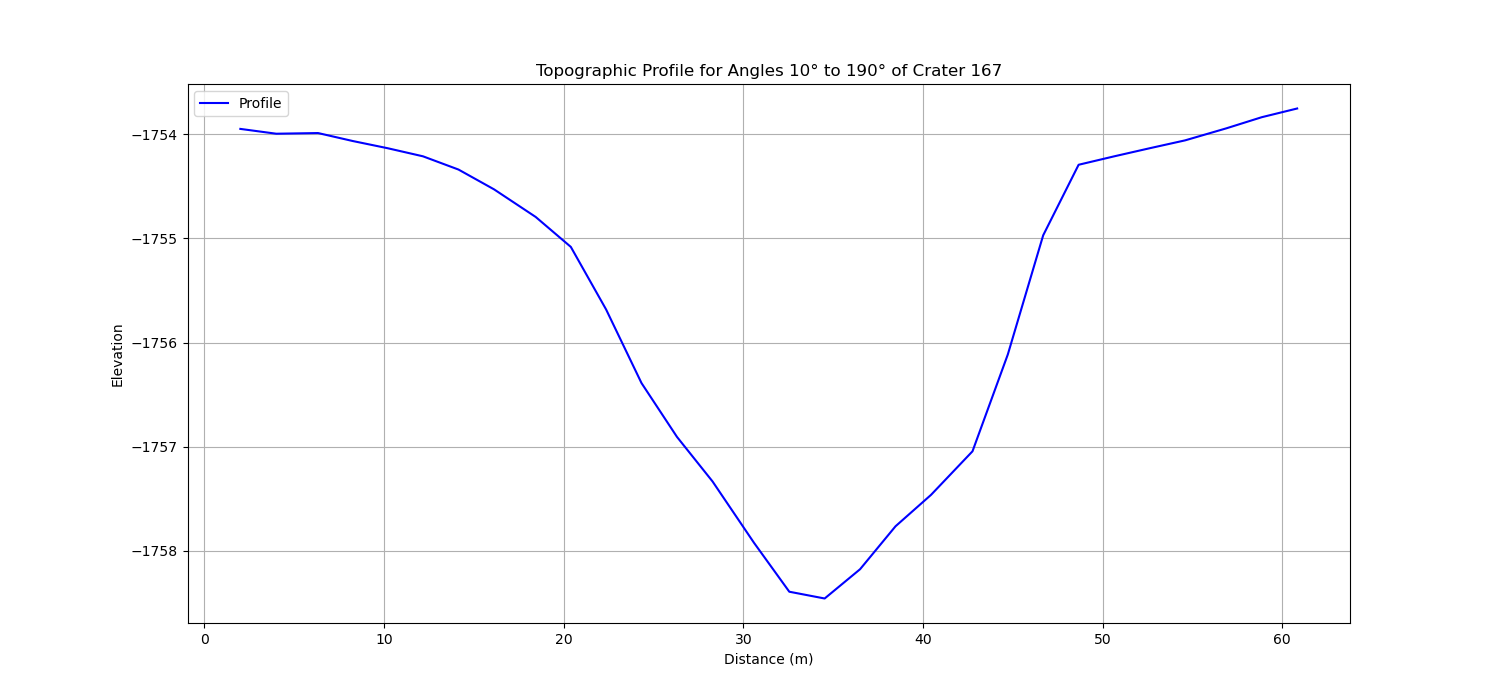 Topographic Profile for Angles 10° to 190° of Crater 167
Profile
−1754
−1755
−1756
−1757
−1758
Elevation
0 10 20 30 40 50 60
Distance (m)